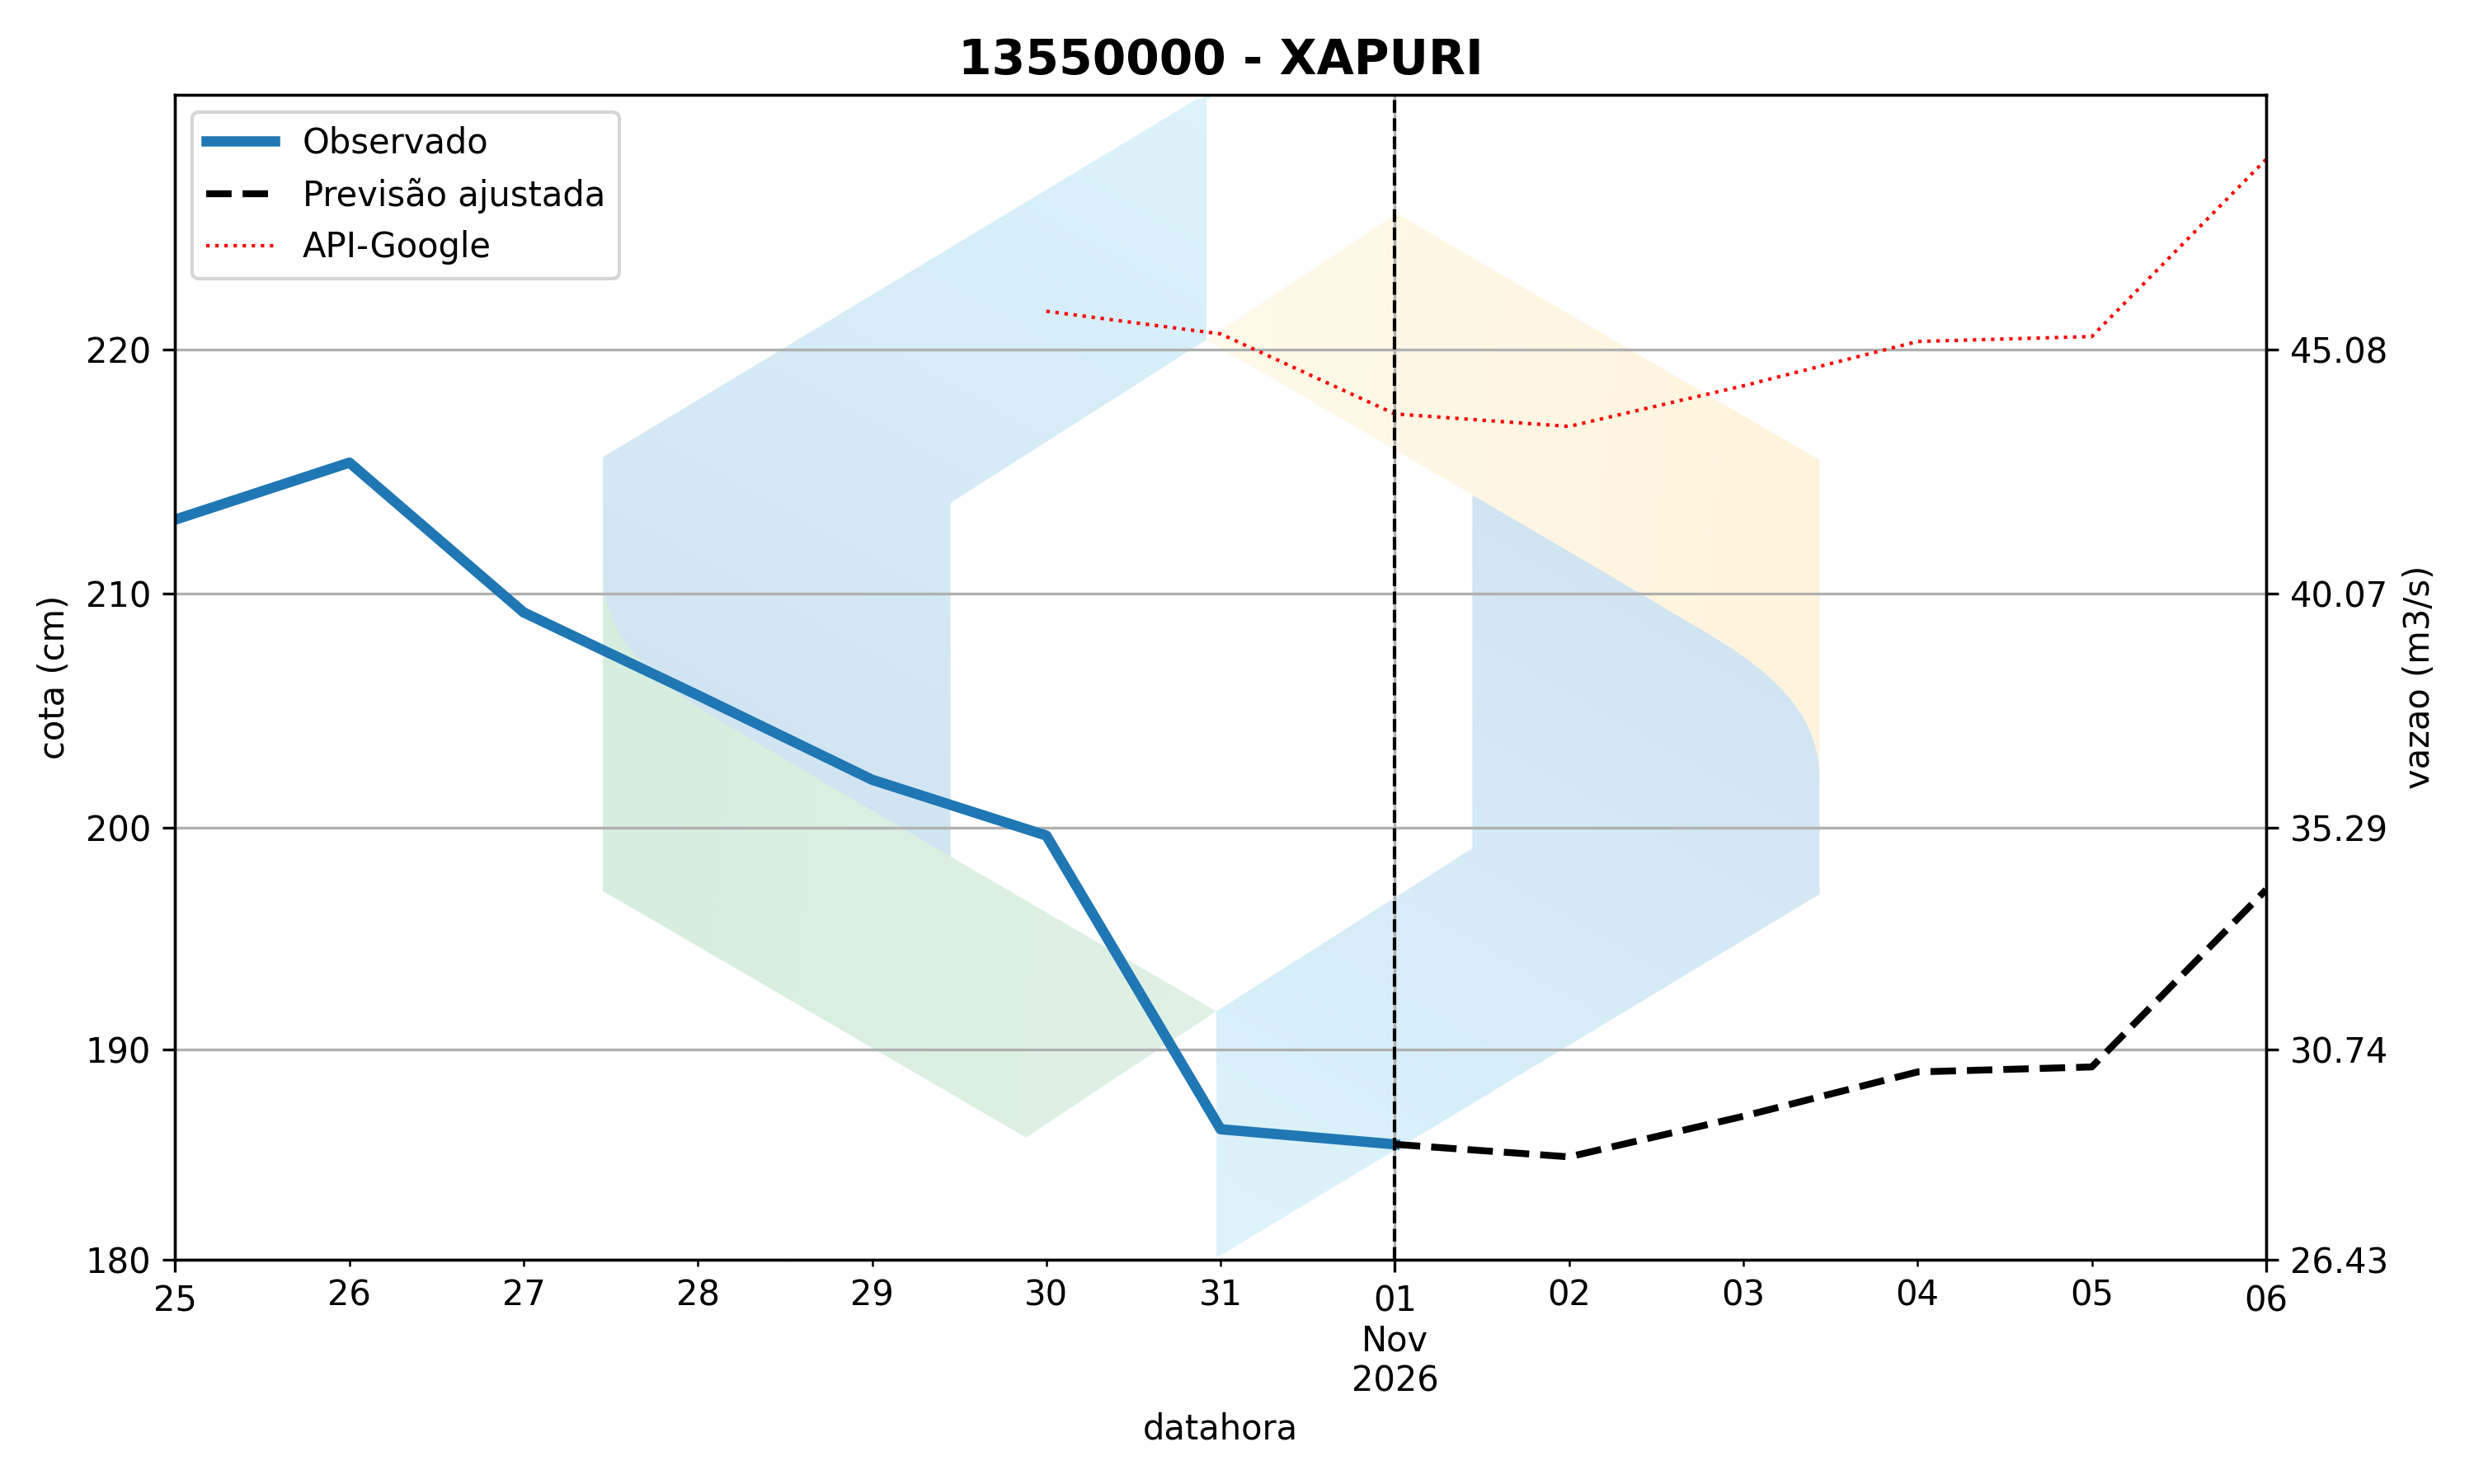 13550000 - XAPURI
Observado
Previsão ajustada
API-Google
220
210
200
190
180
cota (cm)
45.08
40.07
35.29
30.74
26.43
vazao (m3/s)
25 26 27 28 29 30 31 01 02 03 04 05 06
Nov
2026
datahora